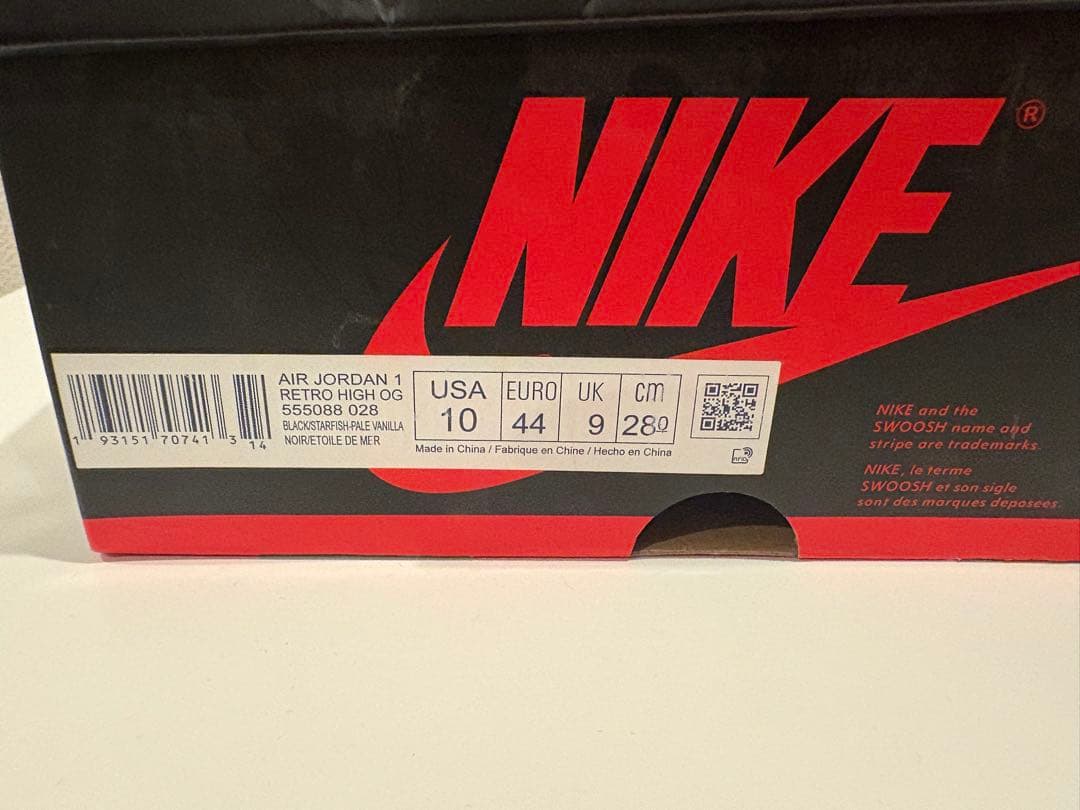 NIKE®
AIR JORDAN 1
RETRO HIGH OG
555088 028
BLACK/STARFISH-PALE VANILLA
NOIR/ETOILE DE MER
1 93151 70741 3 14
USA EURO UK cm
10 44 9 28.0
Made in China / Fabrique en Chine / Hecho en China
RFID
NIKE and the
SWOOSH name and
stripe are trademarks.
NIKE, le terme
SWOOSH et son sigle
sont des marques deposées.